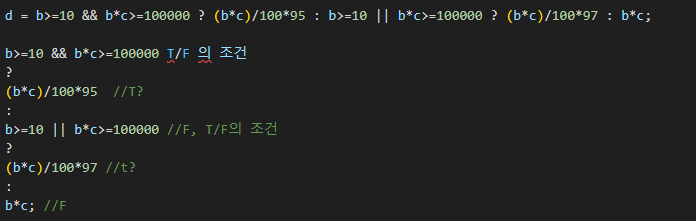 d = b>=10 && b*c>=100000 ? (b*c)/100*95 : b>=10 || b*c>=100000 ? (b*c)/100*97 : b*c;
b>=10 && b*c>=100000 T/F 의 조건
?
(b*c)/100*95  //T?
:
b>=10 || b*c>=100000 //F, T/F의 조건
?
(b*c)/100*97 //t?
:
b*c; //F